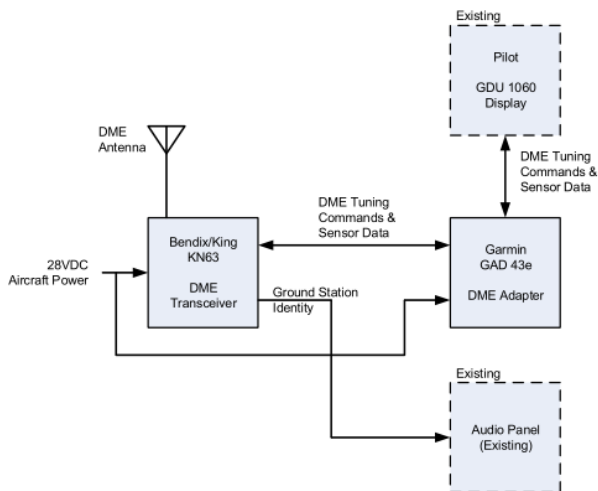 Existing
Pilot
GDU 1060
Display
DME
Antenna
DME Tuning
Commands &
Sensor Data
DME Tuning
Commands &
Sensor Data
Bendix/King
KN63
DME
Transceiver
Garmin
GAD 43e
DME Adapter
28VDC
Aircraft Power
Ground Station
Identity
Existing
Audio Panel
(Existing)